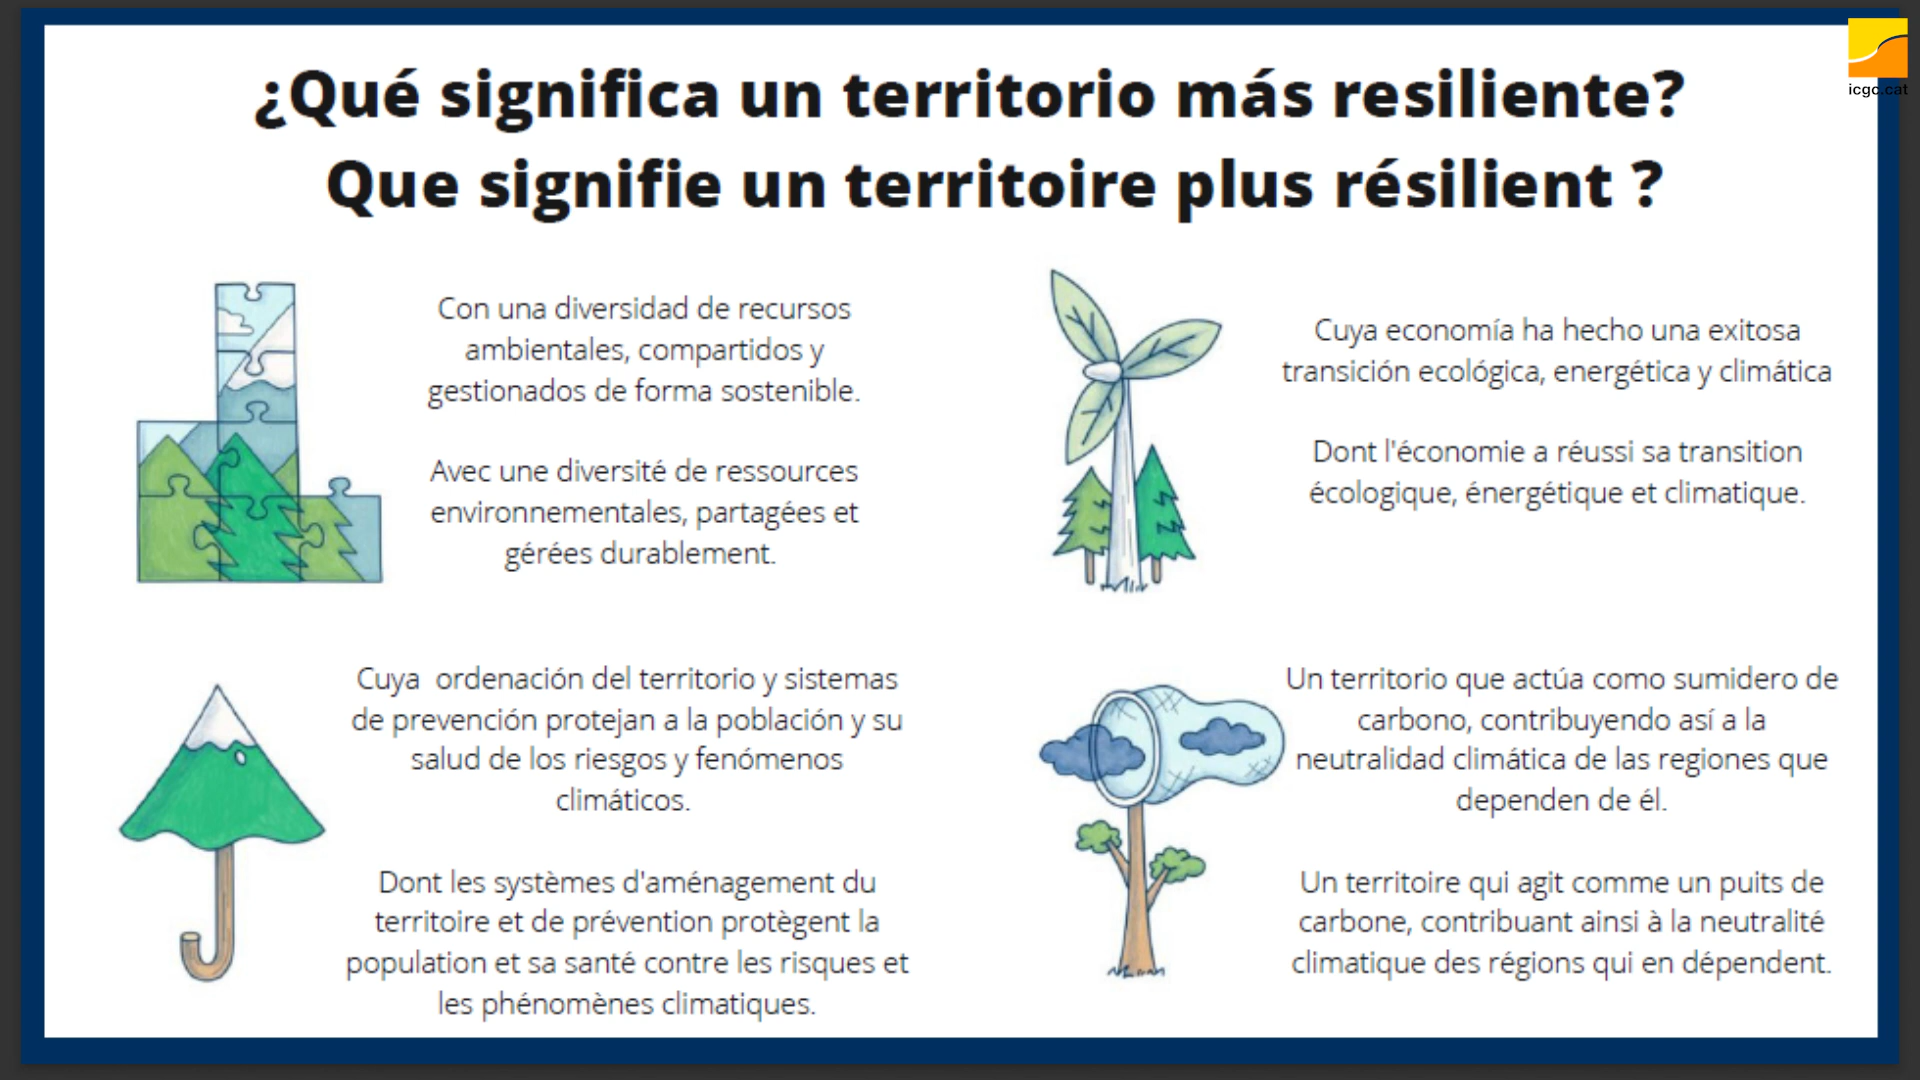 ¿Qué significa un territorio más resiliente?
Que signifie un territoire plus résilient ?
Con una diversidad de recursos
ambientales, compartidos y
gestionados de forma sostenible.
Avec une diversité de ressources
environnementales, partagées et
gérées durablement.
Cuya economía ha hecho una exitosa
transición ecológica, energética y climática
Dont l'économie a réussi sa transition
écologique, énergétique et climatique.
Cuya  ordenación del territorio y sistemas
de prevención protejan a la población y su
salud de los riesgos y fenómenos
climáticos.
Dont les systèmes d'aménagement du
territoire et de prévention protègent la
population et sa santé contre les risques et
les phénomènes climatiques.
Un territorio que actúa como sumidero de
carbono, contribuyendo así a la
neutralidad climática de las regiones que
dependen de él.
Un territoire qui agit comme un puits de
carbone, contribuant ainsi à la neutralité
climatique des régions qui en dépendent.
icgc.cat